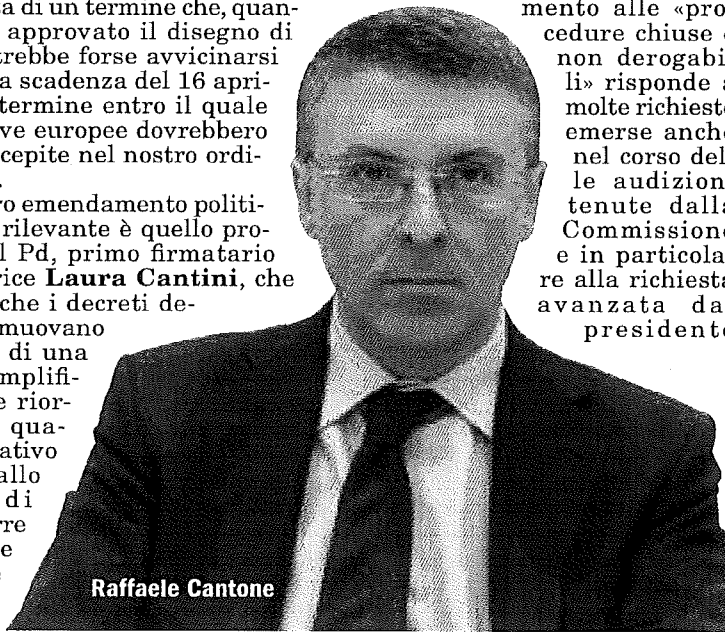 di un termine che, quan-
approvato il disegno di
trebbe forse avvicinarsi
a scadenza del 16 apri-
termine entro il quale
ve europee dovrebbero
cepite nel nostro ordi-
ro emendamento politi-
rilevante è quello pro-
l Pd, primo firmatario
rice Laura Cantini, che
che i decreti de-
muovano
di una
mplifi-
e rior-
qua-
ativo
allo
di
rre
e
mento alle «pro
cedure chiuse e
non derogabi
li» risponde a
molte richieste
emerse anche
nel corso del
le audizion
tenute dalla
Commissione
e in particola
re alla richiesta
avanzata da
presidente
Raffaele Cantone